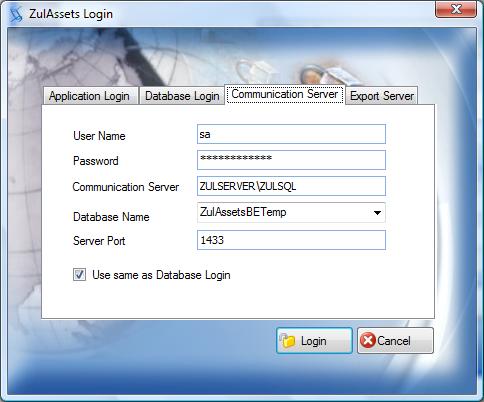 ZulAssets Login
Application Login Database Login Communication Server Export Server
User Name sa
Password ************
Communication Server ZULSERVER\ZULSQL
Database Name ZulAssetsBETemp
Server Port 1433
Use same as Database Login
Login Cancel